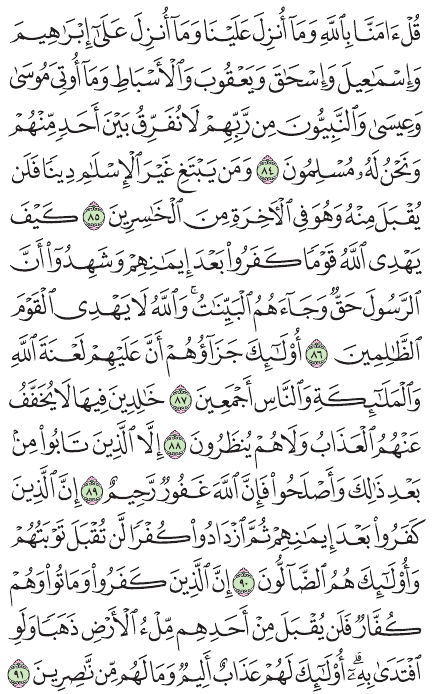 قُلْ ءَامَنَّا بِٱللَّهِ وَمَآ أُنزِلَ عَلَيْنَا وَمَآ أُنزِلَ عَلَىٰٓ إِبْرَٰهِيمَ
وَإِسْمَٰعِيلَ وَإِسْحَٰقَ وَيَعْقُوبَ وَٱلْأَسْبَاطِ وَمَآ أُوتِىَ مُوسَىٰ
وَعِيسَىٰ وَٱلنَّبِيُّونَ مِن رَّبِّهِمْ لَا نُفَرِّقُ بَيْنَ أَحَدٍ مِّنْهُمْ
وَنَحْنُ لَهُۥ مُسْلِمُونَ ٨٤ وَمَن يَبْتَغِ غَيْرَ ٱلْإِسْلَٰمِ دِينًا فَلَن
يُقْبَلَ مِنْهُ وَهُوَ فِى ٱلْأَخِرَةِ مِنَ ٱلْخَٰسِرِينَ ٨٥ كَيْفَ
يَهْدِى ٱللَّهُ قَوْمًا كَفَرُوا۟ بَعْدَ إِيمَٰنِهِمْ وَشَهِدُوٓا۟ أَنَّ
ٱلرَّسُولَ حَقٌّ وَجَآءَهُمُ ٱلْبَيِّنَٰتُ ۚ وَٱللَّهُ لَا يَهْدِى ٱلْقَوْمَ
ٱلظَّٰلِمِينَ ٨٦ أُو۟لَٰٓئِكَ جَزَآؤُهُمْ أَنَّ عَلَيْهِمْ لَعْنَةَ ٱللَّهِ
وَٱلْمَلَٰٓئِكَةِ وَٱلنَّاسِ أَجْمَعِينَ ٨٧ خَٰلِدِينَ فِيهَا لَا يُخَفَّفُ
عَنْهُمُ ٱلْعَذَابُ وَلَا هُمْ يُنظَرُونَ ٨٨ إِلَّا ٱلَّذِينَ تَابُوا۟ مِنۢ
بَعْدِ ذَٰلِكَ وَأَصْلَحُوا۟ فَإِنَّ ٱللَّهَ غَفُورٌ رَّحِيمٌ ٨٩ إِنَّ ٱلَّذِينَ
كَفَرُوا۟ بَعْدَ إِيمَٰنِهِمْ ثُمَّ ٱزْدَادُوا۟ كُفْرًا لَّن تُقْبَلَ تَوْبَتُهُمْ
وَأُو۟لَٰٓئِكَ هُمُ ٱلضَّآلُّونَ ٩٠ إِنَّ ٱلَّذِينَ كَفَرُوا۟ وَمَاتُوا۟ وَهُمْ
كُفَّارٌ فَلَن يُقْبَلَ مِنْ أَحَدِهِم مِّلْءُ ٱلْأَرْضِ ذَهَبًا وَلَوِ
ٱفْتَدَىٰ بِهِۦٓ ۗ أُو۟لَٰٓئِكَ لَهُمْ عَذَابٌ أَلِيمٌ وَمَا لَهُم مِّن نَّٰصِرِينَ ٩١